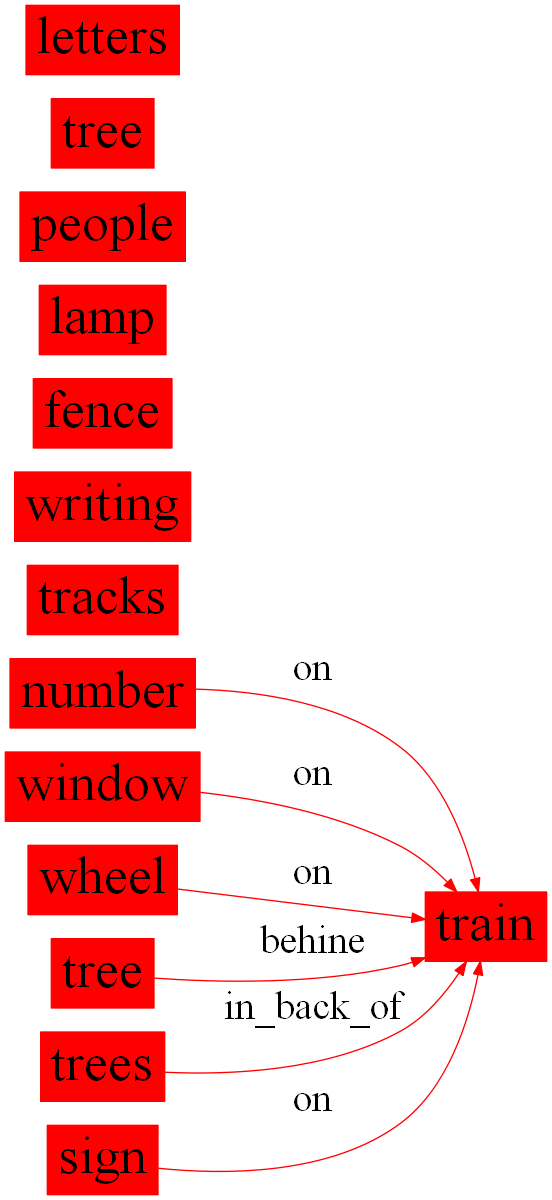 letters
tree
people
lamp
fence
writing
tracks
number
on
window
on
wheel
on
train
behine
tree
in_back_of
trees
on
sign